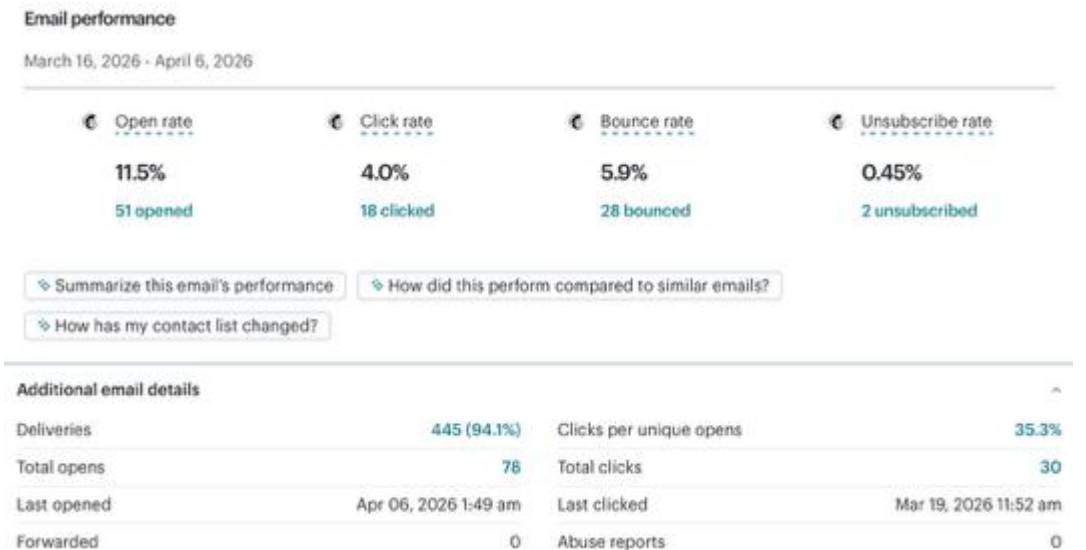 Email performance
March 16, 2026 - April 6, 2026
Open rate Click rate Bounce rate Unsubscribe rate
11.5% 4.0% 5.9% 0.45%
51 opened 18 clicked 28 bounced 2 unsubscribed
Summarize this email's performance How did this perform compared to similar emails?
How has my contact list changed?
Additional email details
Deliveries 445 (94.1%) Clicks per unique opens 35.3%
Total opens 76 Total clicks 30
Last opened Apr 06, 2026 1:49 am Last clicked Mar 19, 2026 11:52 am
Forwarded 0 Abuse reports 0